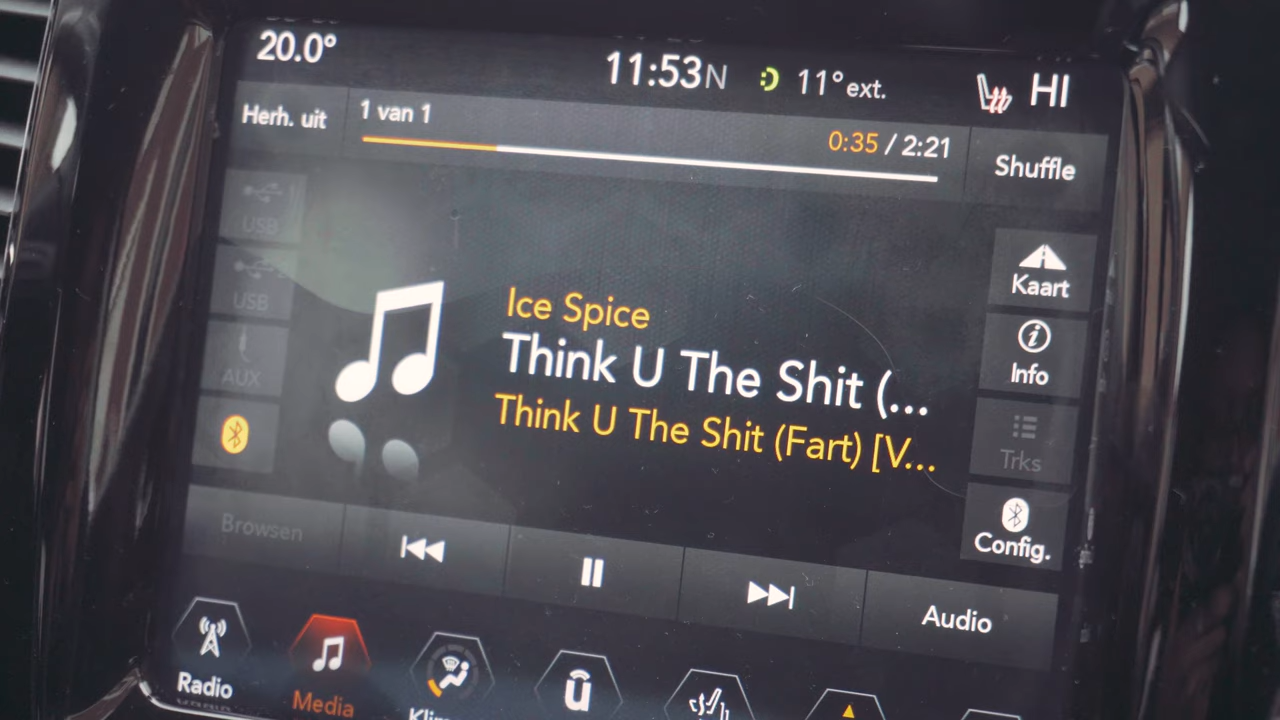 20.0°
11:53N
11° ext.
HI
Herh. uit
1 van 1
0:35 / 2:21
Shuffle
USB
USB
AUX
Ice Spice
Think U The Shit (...
Think U The Shit (Fart) [V...
Kaart
Info
Trks
Config.
Browsen
Audio
Radio
Media